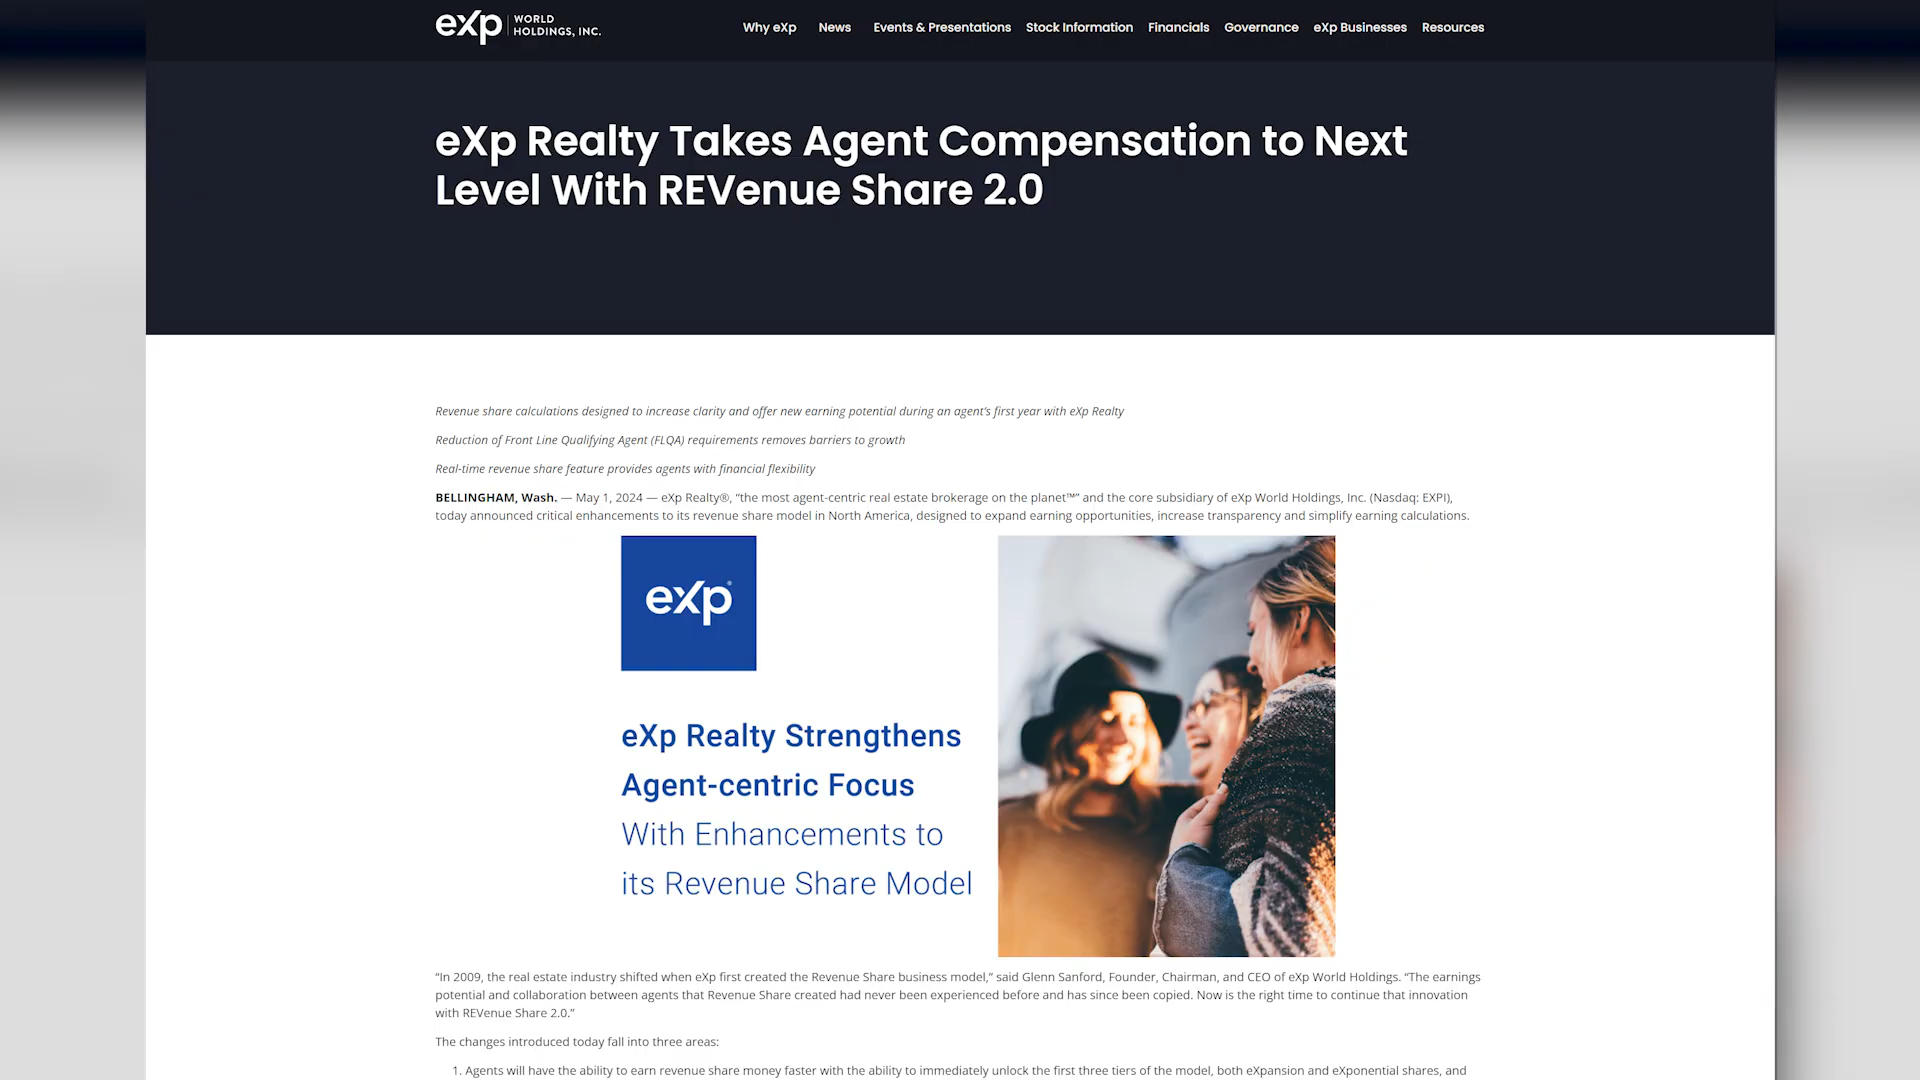 eXp WORLD HOLDINGS, INC.
Why eXp News Events & Presentations Stock Information Financials Governance eXp Businesses Resources
eXp Realty Takes Agent Compensation to Next
Level With REVenue Share 2.0
Revenue share calculations designed to increase clarity and offer new earning potential during an agent’s first year with eXp Realty
Reduction of Front Line Qualifying Agent (FLQA) requirements removes barriers to growth
Real-time revenue share feature provides agents with financial flexibility
BELLINGHAM, Wash. — May 1, 2024 — eXp Realty®, “the most agent-centric real estate brokerage on the planet™” and the core subsidiary of eXp World Holdings, Inc. (Nasdaq: EXPI),
today announced critical enhancements to its revenue share model in North America, designed to expand earning opportunities, increase transparency and simplify earning calculations.
eXp®
eXp Realty Strengthens
Agent-centric Focus
With Enhancements to
its Revenue Share Model
“In 2009, the real estate industry shifted when eXp first created the Revenue Share business model,” said Glenn Sanford, Founder, Chairman, and CEO of eXp World Holdings. “The earnings
potential and collaboration between agents that Revenue Share created had never been experienced before and has since been copied. Now is the right time to continue that innovation
with REVenue Share 2.0.”
The changes introduced today fall into three areas:
1. Agents will have the ability to earn revenue share money faster with the ability to immediately unlock the first three tiers of the model, both eXpansion and eXponential shares, and